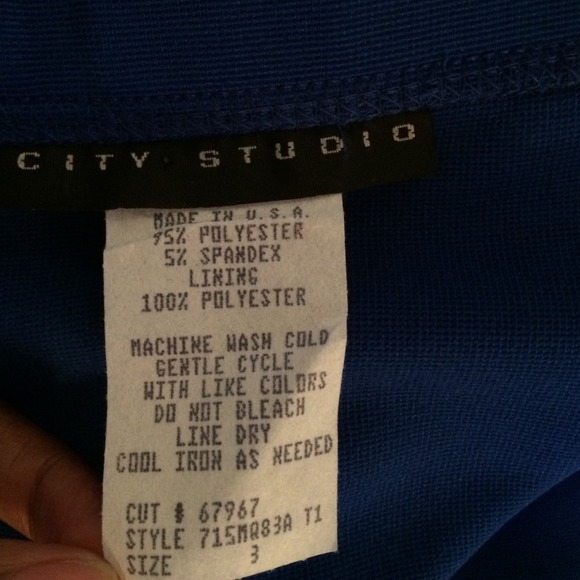 CITY STUDIO
MADE IN U.S.A.
95% POLYESTER
5% SPANDEX
LINING
100% POLYESTER
MACHINE WASH COLD
GENTLE CYCLE
WITH LIKE COLORS
DO NOT BLEACH
LINE DRY
COOL IRON AS NEEDED
CUT # 67967
STYLE 715MQ83A T1
SIZE 3